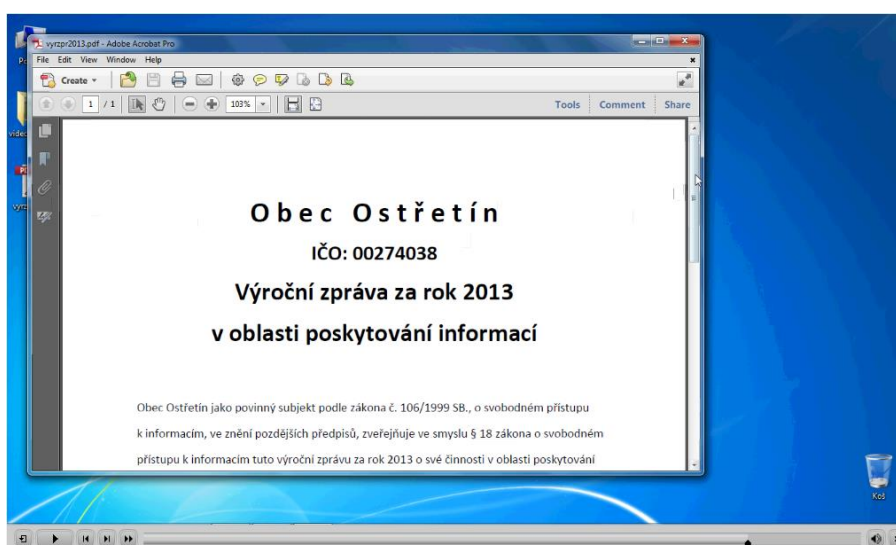 vyrzpr2013.pdf - Adobe Acrobat Pro
File Edit View Window Help
Create
1 / 1 103% Tools Comment Share
Obec Ostřetín
IČO: 00274038
Výroční zpráva za rok 2013
v oblasti poskytování informací
Obec Ostřetín jako povinný subjekt podle zákona č. 106/1999 SB., o svobodném přístupu
k informacím, ve znění pozdějších předpisů, zveřejňuje ve smyslu § 18 zákona o svobodném
přístupu k informacím tuto výroční zprávu za rok 2013 o své činnosti v oblasti poskytování
Koš